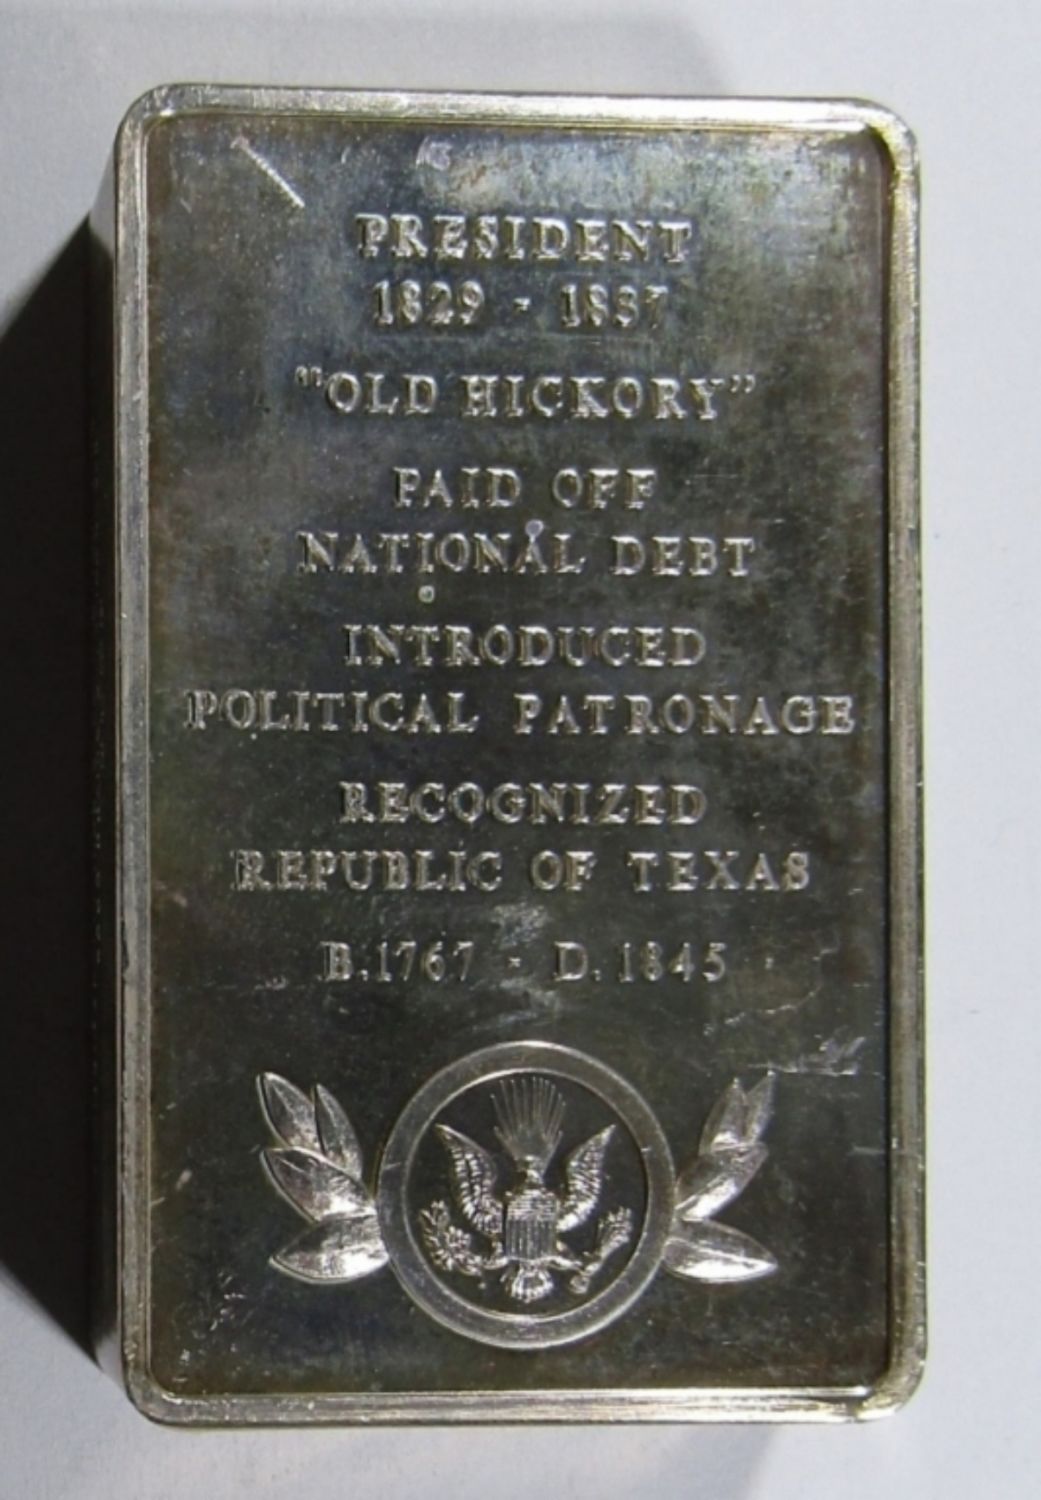 PRESIDENT
1829 - 1837
"OLD HICKORY"
PAID OFF
NATIONAL DEBT
INTRODUCED
POLITICAL PATRONAGE
RECOGNIZED
REPUBLIC OF TEXAS
B.1767 - D.1845